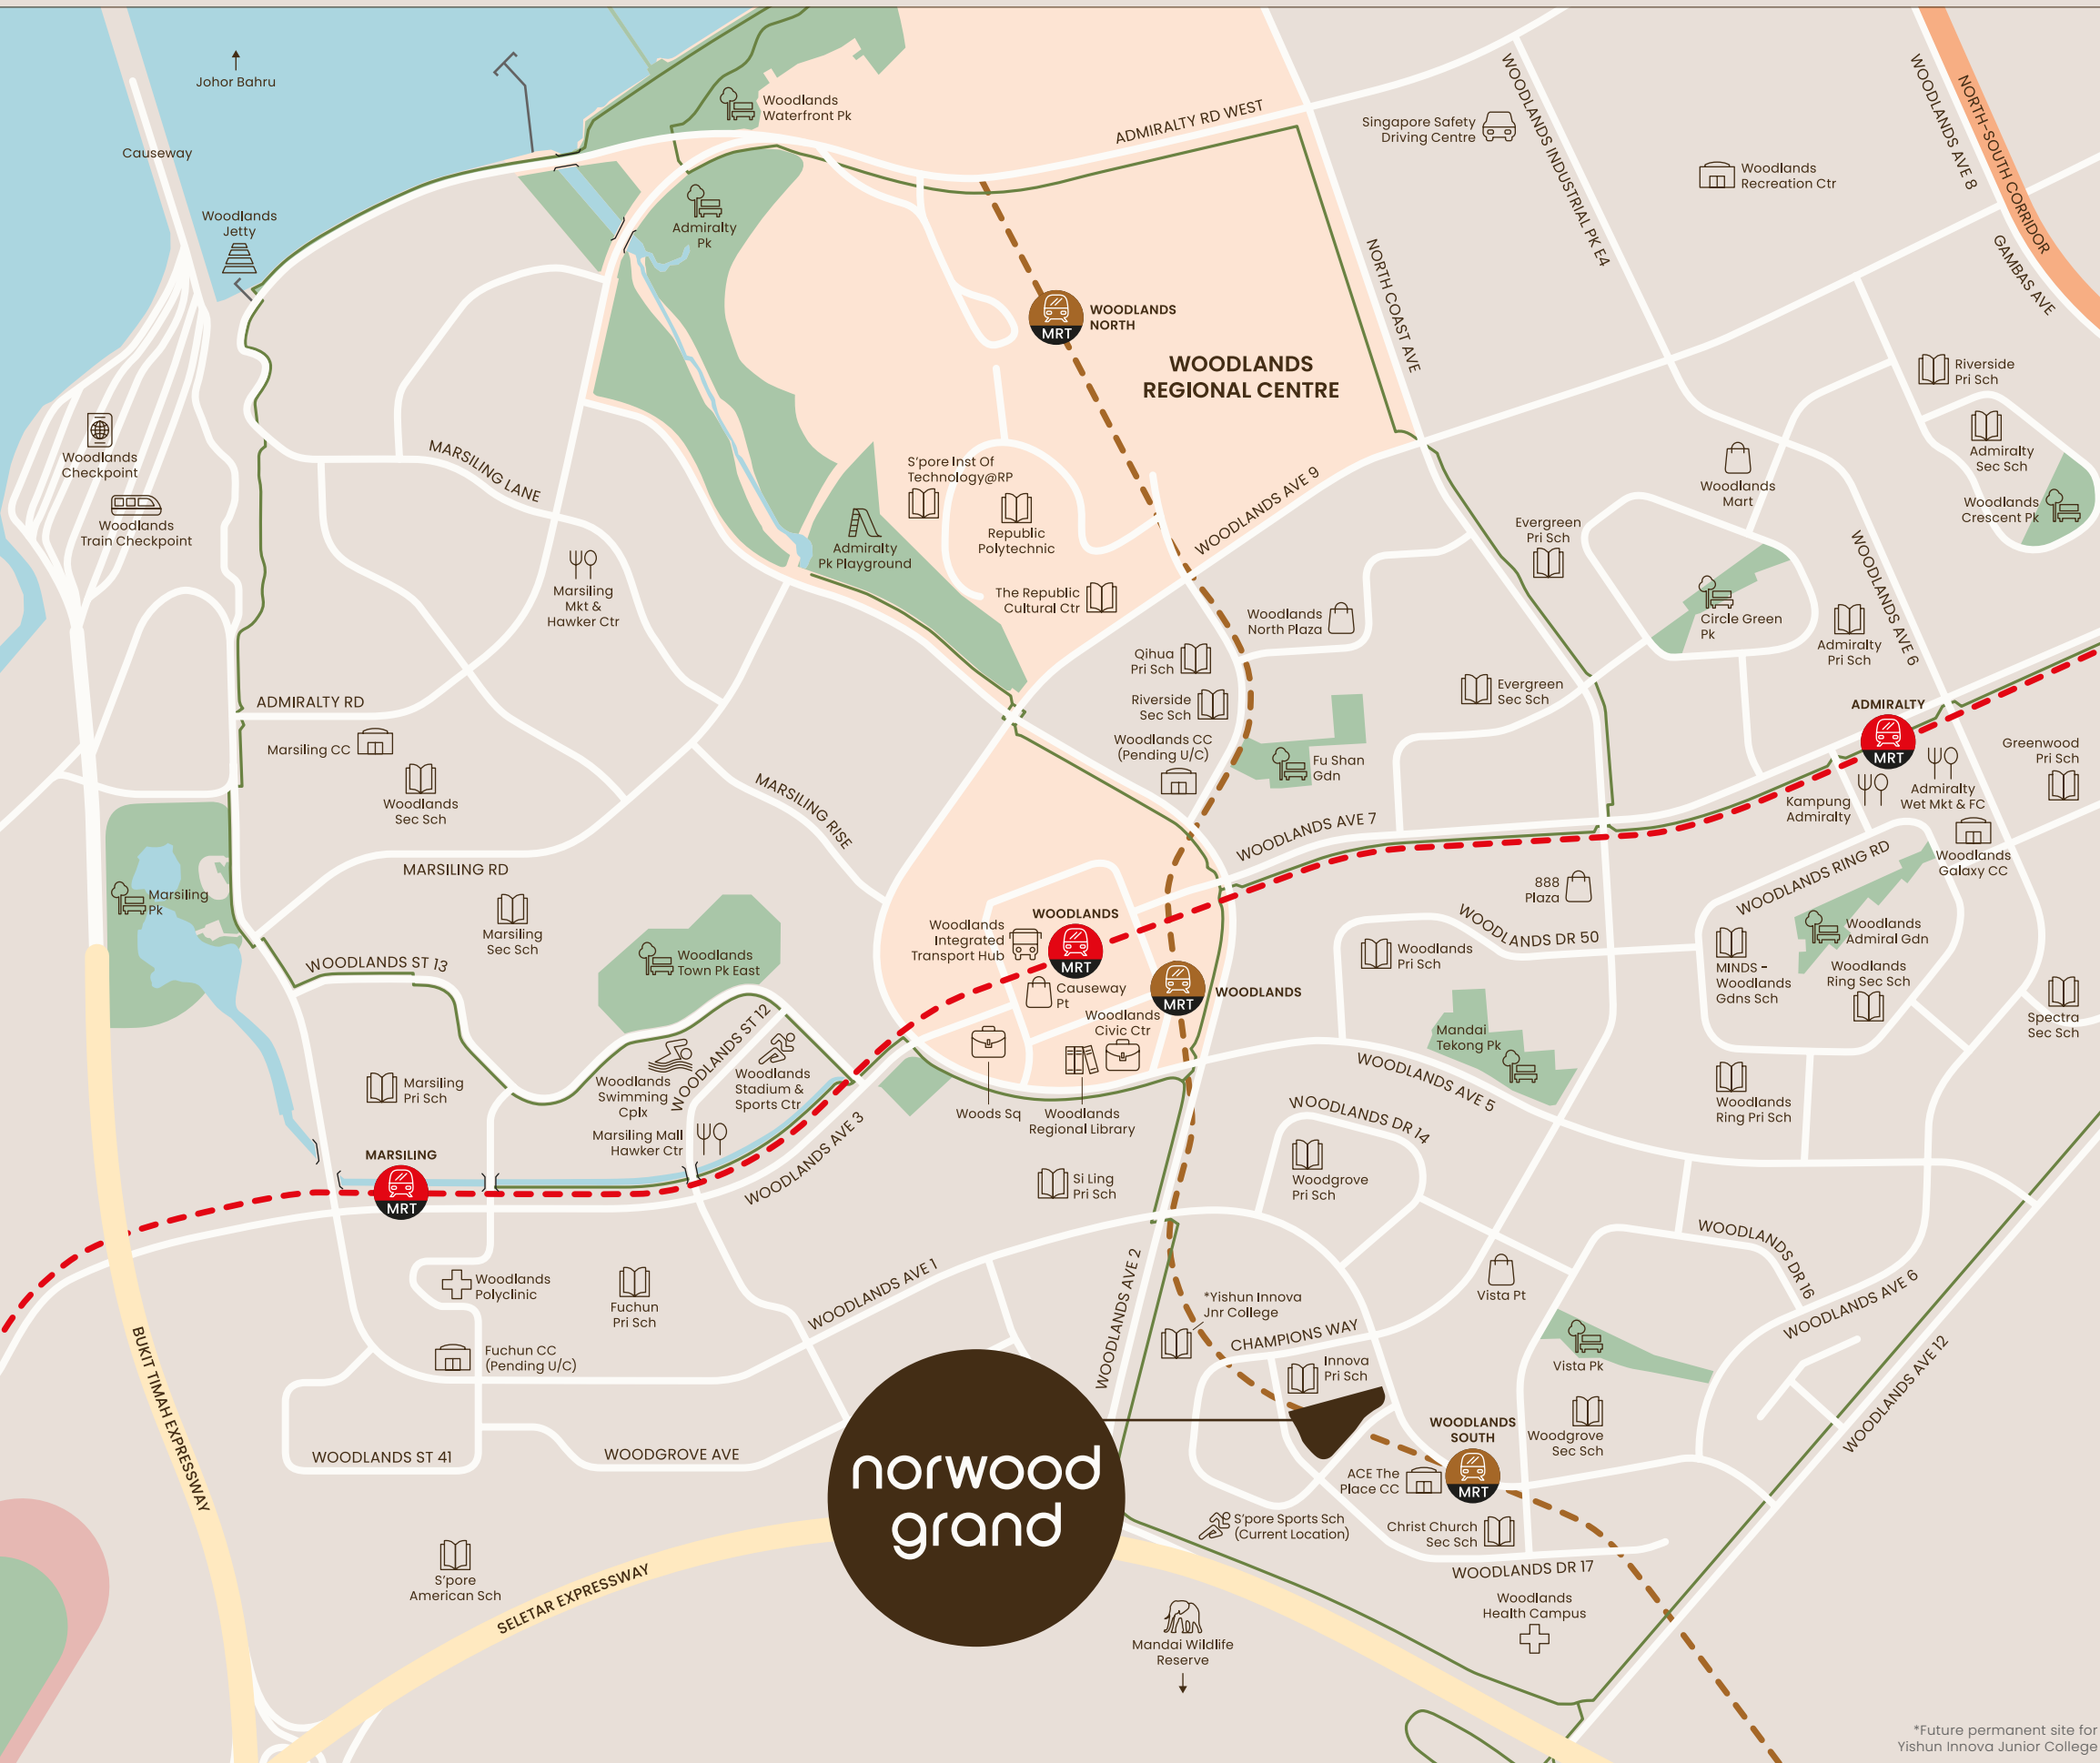 Johor Bahru
Causeway
Woodlands
Jetty
Woodlands
Waterfront Pk
Admiralty
Pk
ADMIRALTY RD WEST
Singapore Safety
Driving Centre
WOODLANDS INDUSTRIAL PK E4
Woodlands
Recreation Ctr
WOODLANDS AVE 8
NORTH-SOUTH CORRIDOR
GAMBAS AVE
MRT
WOODLANDS
NORTH
WOODLANDS
REGIONAL CENTRE
NORTH COAST AVE
Riverside
Pri Sch
Admiralty
Sec Sch
Woodlands
Crescent Pk
Woodlands
Mart
Woodlands
Checkpoint
Woodlands
Train Checkpoint
MARSILING LANE
Marsiling
Mkt &
Hawker Ctr
S'pore Inst Of
Technology@RP
Republic
Polytechnic
Admiralty
Pk Playground
The Republic
Cultural Ctr
WOODLANDS AVE 9
Evergreen
Pri Sch
Circle Green
Pk
WOODLANDS AVE 6
Admiralty
Pri Sch
Woodlands
North Plaza
Qihua
Pri Sch
Riverside
Sec Sch
Woodlands CC
(Pending U/C)
Evergreen
Sec Sch
Fu Shan
Gdn
ADMIRALTY
MRT
Greenwood
Pri Sch
Kampung
Admiralty
Admiralty
Wet Mkt & FC
Woodlands
Galaxy CC
ADMIRALTY RD
Marsiling CC
Woodlands
Sec Sch
MARSILING RISE
MARSILING RD
Marsiling
Pk
Marsiling
Sec Sch
WOODLANDS ST 13
Woodlands
Town Pk East
WOODLANDS AVE 7
888
Plaza
WOODLANDS RING RD
WOODLANDS DR 50
Woodlands
Pri Sch
Woodlands
Admiral Gdn
MINDS -
Woodlands
Gdns Sch
Woodlands
Ring Sec Sch
Spectra
Sec Sch
Woodlands
Integrated
Transport Hub
WOODLANDS
MRT
Causeway
Pt
MRT
WOODLANDS
Woodlands
Civic Ctr
Woods Sq
Woodlands
Regional Library
Mandai
Tekong Pk
WOODLANDS AVE 5
Woodlands
Ring Pri Sch
WOODLANDS ST 12
Woodlands
Swimming
Cplx
Woodlands
Stadium &
Sports Ctr
Marsiling
Pri Sch
Marsiling Mall
Hawker Ctr
WOODLANDS AVE 3
MARSILING
MRT
Si Ling
Pri Sch
WOODLANDS DR 14
Woodgrove
Pri Sch
Woodlands
Polyclinic
Fuchun
Pri Sch
WOODLANDS AVE 1
WOODLANDS AVE 2
*Yishun Innova
Jnr College
CHAMPIONS WAY
Innova
Pri Sch
Vista Pt
WOODLANDS DR 16
WOODLANDS AVE 6
Vista Pk
WOODLANDS AVE 12
BUKIT TIMAH EXPRESSWAY
Fuchun CC
(Pending U/C)
WOODLANDS ST 41
WOODGROVE AVE
norwood
grand
WOODLANDS
SOUTH
MRT
Woodgrove
Sec Sch
ACE The
Place CC
S'pore Sports Sch
(Current Location)
Christ Church
Sec Sch
WOODLANDS DR 17
Woodlands
Health Campus
S'pore
American Sch
SELETAR EXPRESSWAY
Mandai Wildlife
Reserve
*Future permanent site for
Yishun Innova Junior College